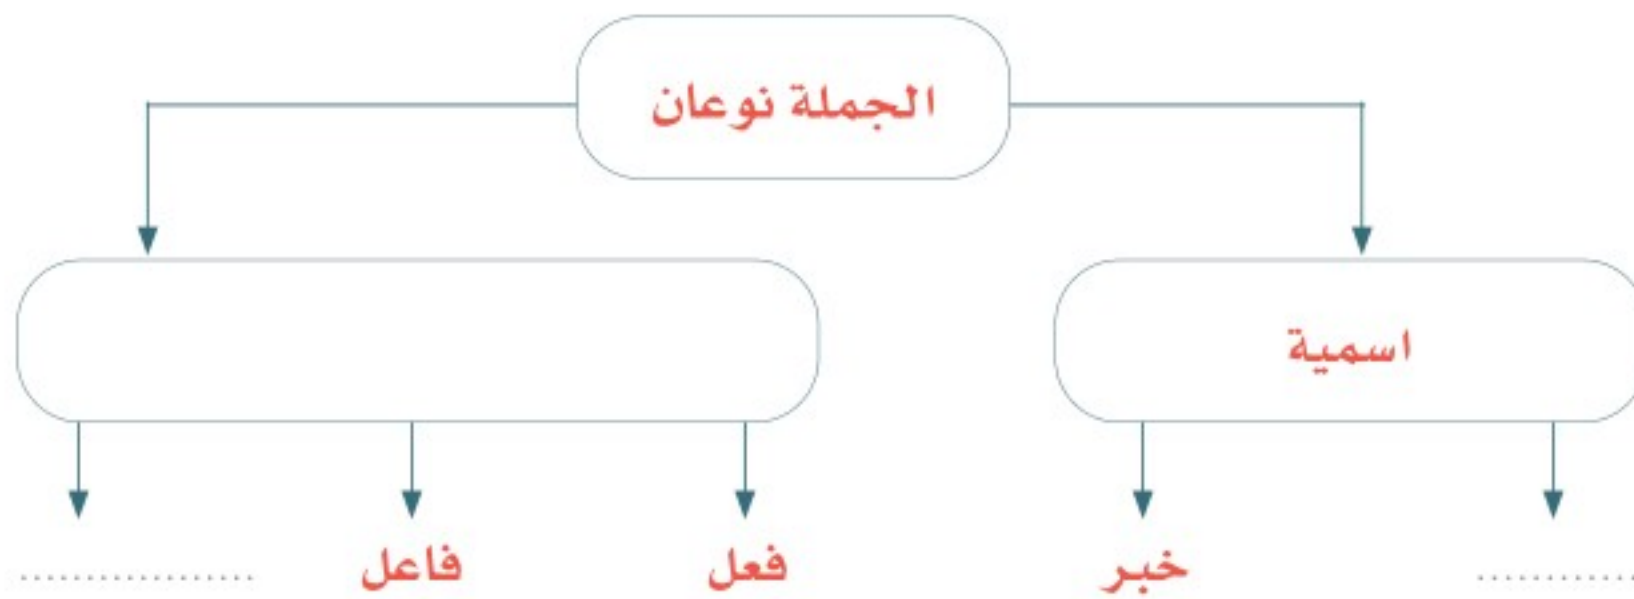 الجملة نوعان
اسمية
خبر
فعل
فاعل